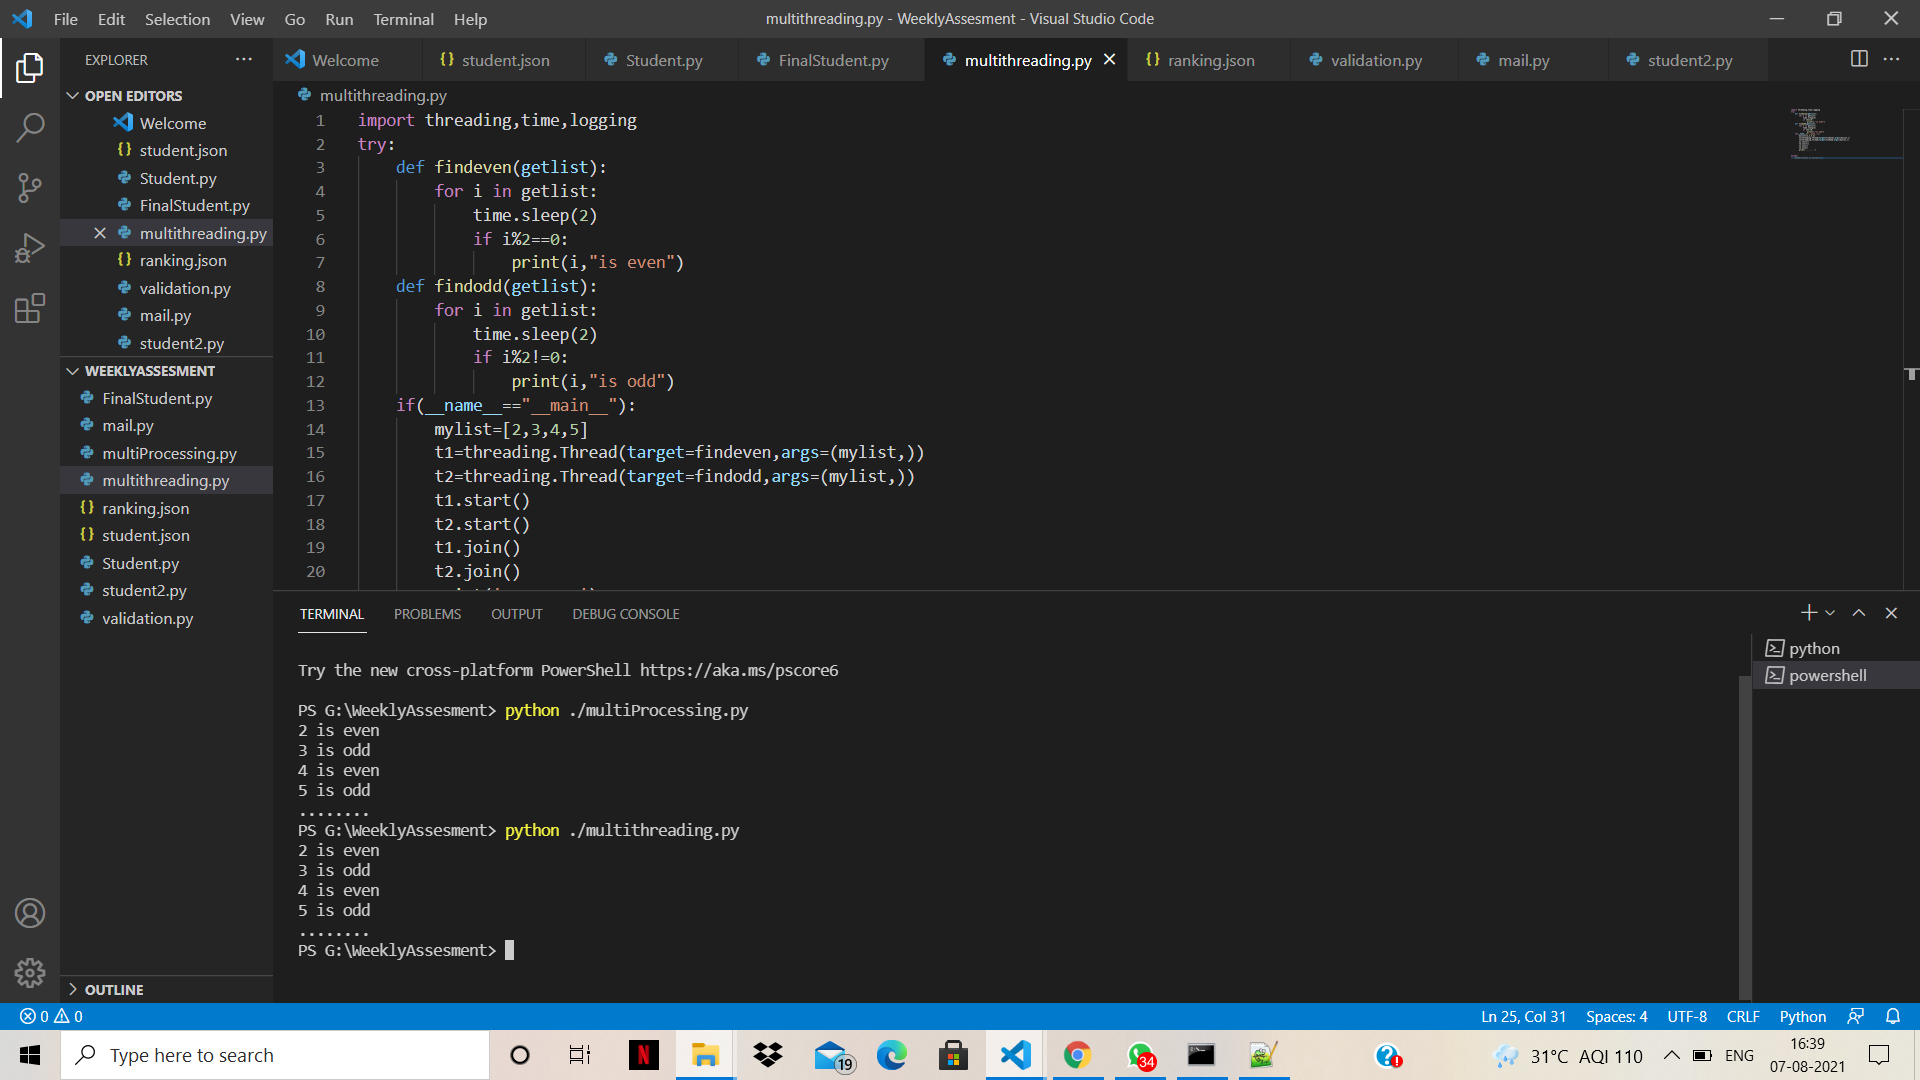 File Edit Selection View Go Run Terminal Help
multithreading.py - WeeklyAssesment - Visual Studio Code
EXPLORER
OPEN EDITORS
Welcome
{} student.json
Student.py
FinalStudent.py
multithreading.py
{} ranking.json
validation.py
mail.py
student2.py
WEEKLYASSESMENT
FinalStudent.py
mail.py
multiProcessing.py
multithreading.py
{} ranking.json
{} student.json
Student.py
student2.py
validation.py
OUTLINE
Welcome {} student.json Student.py FinalStudent.py multithreading.py {} ranking.json validation.py mail.py student2.py
multithreading.py
1 import threading,time,logging
2 try:
3 def findeven(getlist):
4 for i in getlist:
5 time.sleep(2)
6 if i%2==0:
7 print(i,"is even")
8 def findodd(getlist):
9 for i in getlist:
10 time.sleep(2)
11 if i%2!=0:
12 print(i,"is odd")
13 if(__name__=="__main__"):
14 mylist=[2,3,4,5]
15 t1=threading.Thread(target=findeven,args=(mylist,))
16 t2=threading.Thread(target=findodd,args=(mylist,))
17 t1.start()
18 t2.start()
19 t1.join()
20 t2.join()
TERMINAL PROBLEMS OUTPUT DEBUG CONSOLE
python
powershell
Try the new cross-platform PowerShell https://aka.ms/pscore6
PS G:\WeeklyAssesment> python ./multiProcessing.py
2 is even
3 is odd
4 is even
5 is odd
........
PS G:\WeeklyAssesment> python ./multithreading.py
2 is even
3 is odd
4 is even
5 is odd
........
PS G:\WeeklyAssesment>
0 0
Ln 25, Col 31 Spaces: 4 UTF-8 CRLF Python
Type here to search
N
19
34
31°C AQI 110
ENG
16:39
07-08-2021